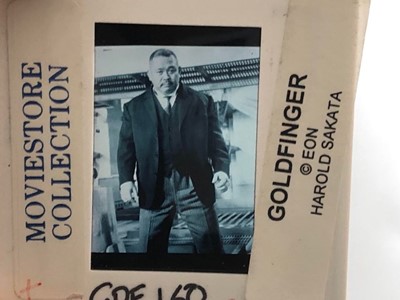 MOVIESTORE
COLLECTION
GOLDFINGER
© EON
HAROLD SAKATA